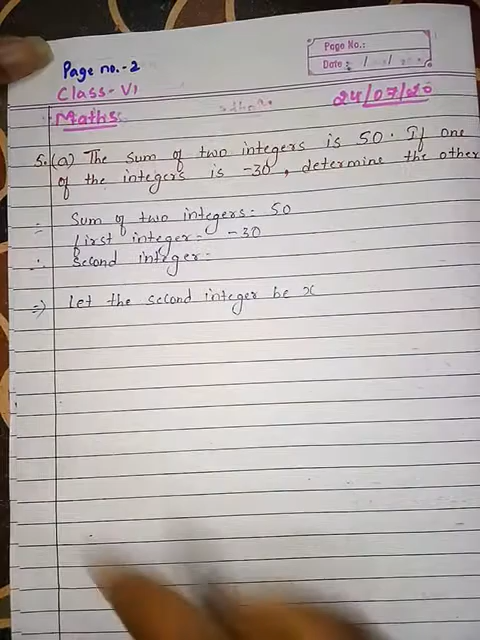 Page no.-2
Page No.:
Date: / /
Class- VI
24/07/20
Maths:
5. (a) The sum of two integers is 50. If one
of the integers is -30, determine the other
Sum of two integers= 50
first integer= -30
∴ Second integer=
=> Let the second integer be x